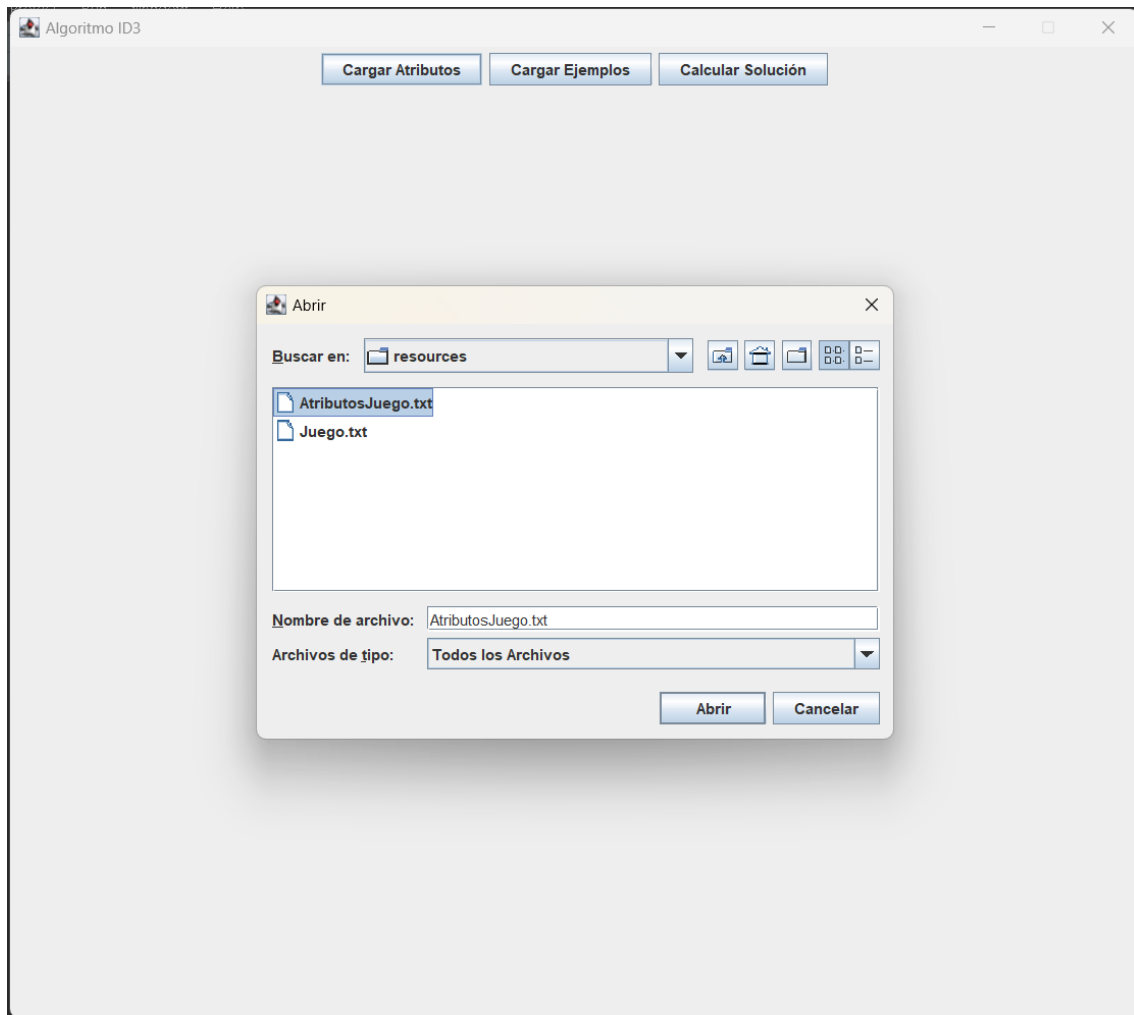 Algoritmo ID3
Cargar Atributos Cargar Ejemplos Calcular Solución
Abrir
Buscar en: resources
AtributosJuego.txt
Juego.txt
Nombre de archivo: AtributosJuego.txt
Archivos de tipo: Todos los Archivos
Abrir Cancelar